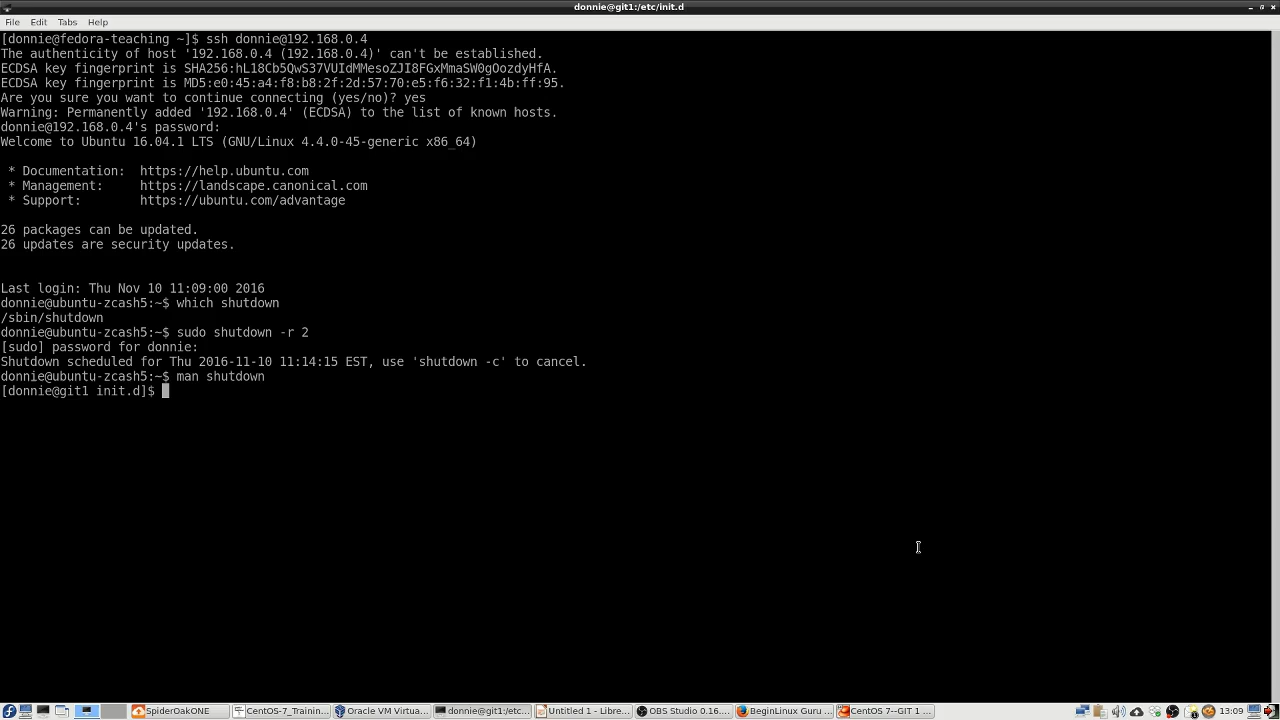 donnie@git1:/etc/init.d
File Edit Tabs Help
[donnie@fedora-teaching ~]$ ssh donnie@192.168.0.4
The authenticity of host '192.168.0.4 (192.168.0.4)' can't be established.
ECDSA key fingerprint is SHA256:hL18Cb5QwS37VUIdMMesoZJI8FGxMmaSW0gOozdyHfA.
ECDSA key fingerprint is MD5:e0:45:a4:f8:b8:2f:2d:57:70:e5:f6:32:f1:4b:ff:95.
Are you sure you want to continue connecting (yes/no)? yes
Warning: Permanently added '192.168.0.4' (ECDSA) to the list of known hosts.
donnie@192.168.0.4's password:
Welcome to Ubuntu 16.04.1 LTS (GNU/Linux 4.4.0-45-generic x86_64)
* Documentation: https://help.ubuntu.com
* Management: https://landscape.canonical.com
* Support: https://ubuntu.com/advantage
26 packages can be updated.
26 updates are security updates.
Last login: Thu Nov 10 11:09:00 2016
donnie@ubuntu-zcash5:~$ which shutdown
/sbin/shutdown
donnie@ubuntu-zcash5:~$ sudo shutdown -r 2
[sudo] password for donnie:
Shutdown scheduled for Thu 2016-11-10 11:14:15 EST, use 'shutdown -c' to cancel.
donnie@ubuntu-zcash5:~$ man shutdown
[donnie@git1 init.d]$
SpiderOakONE CentOS-7_Trainin... Oracle VM Virtua... donnie@git1:/etc... Untitled 1 - Libre... OBS Studio 0.16.... BeginLinux Guru ... CentOS 7--GIT 1 ... 13:09